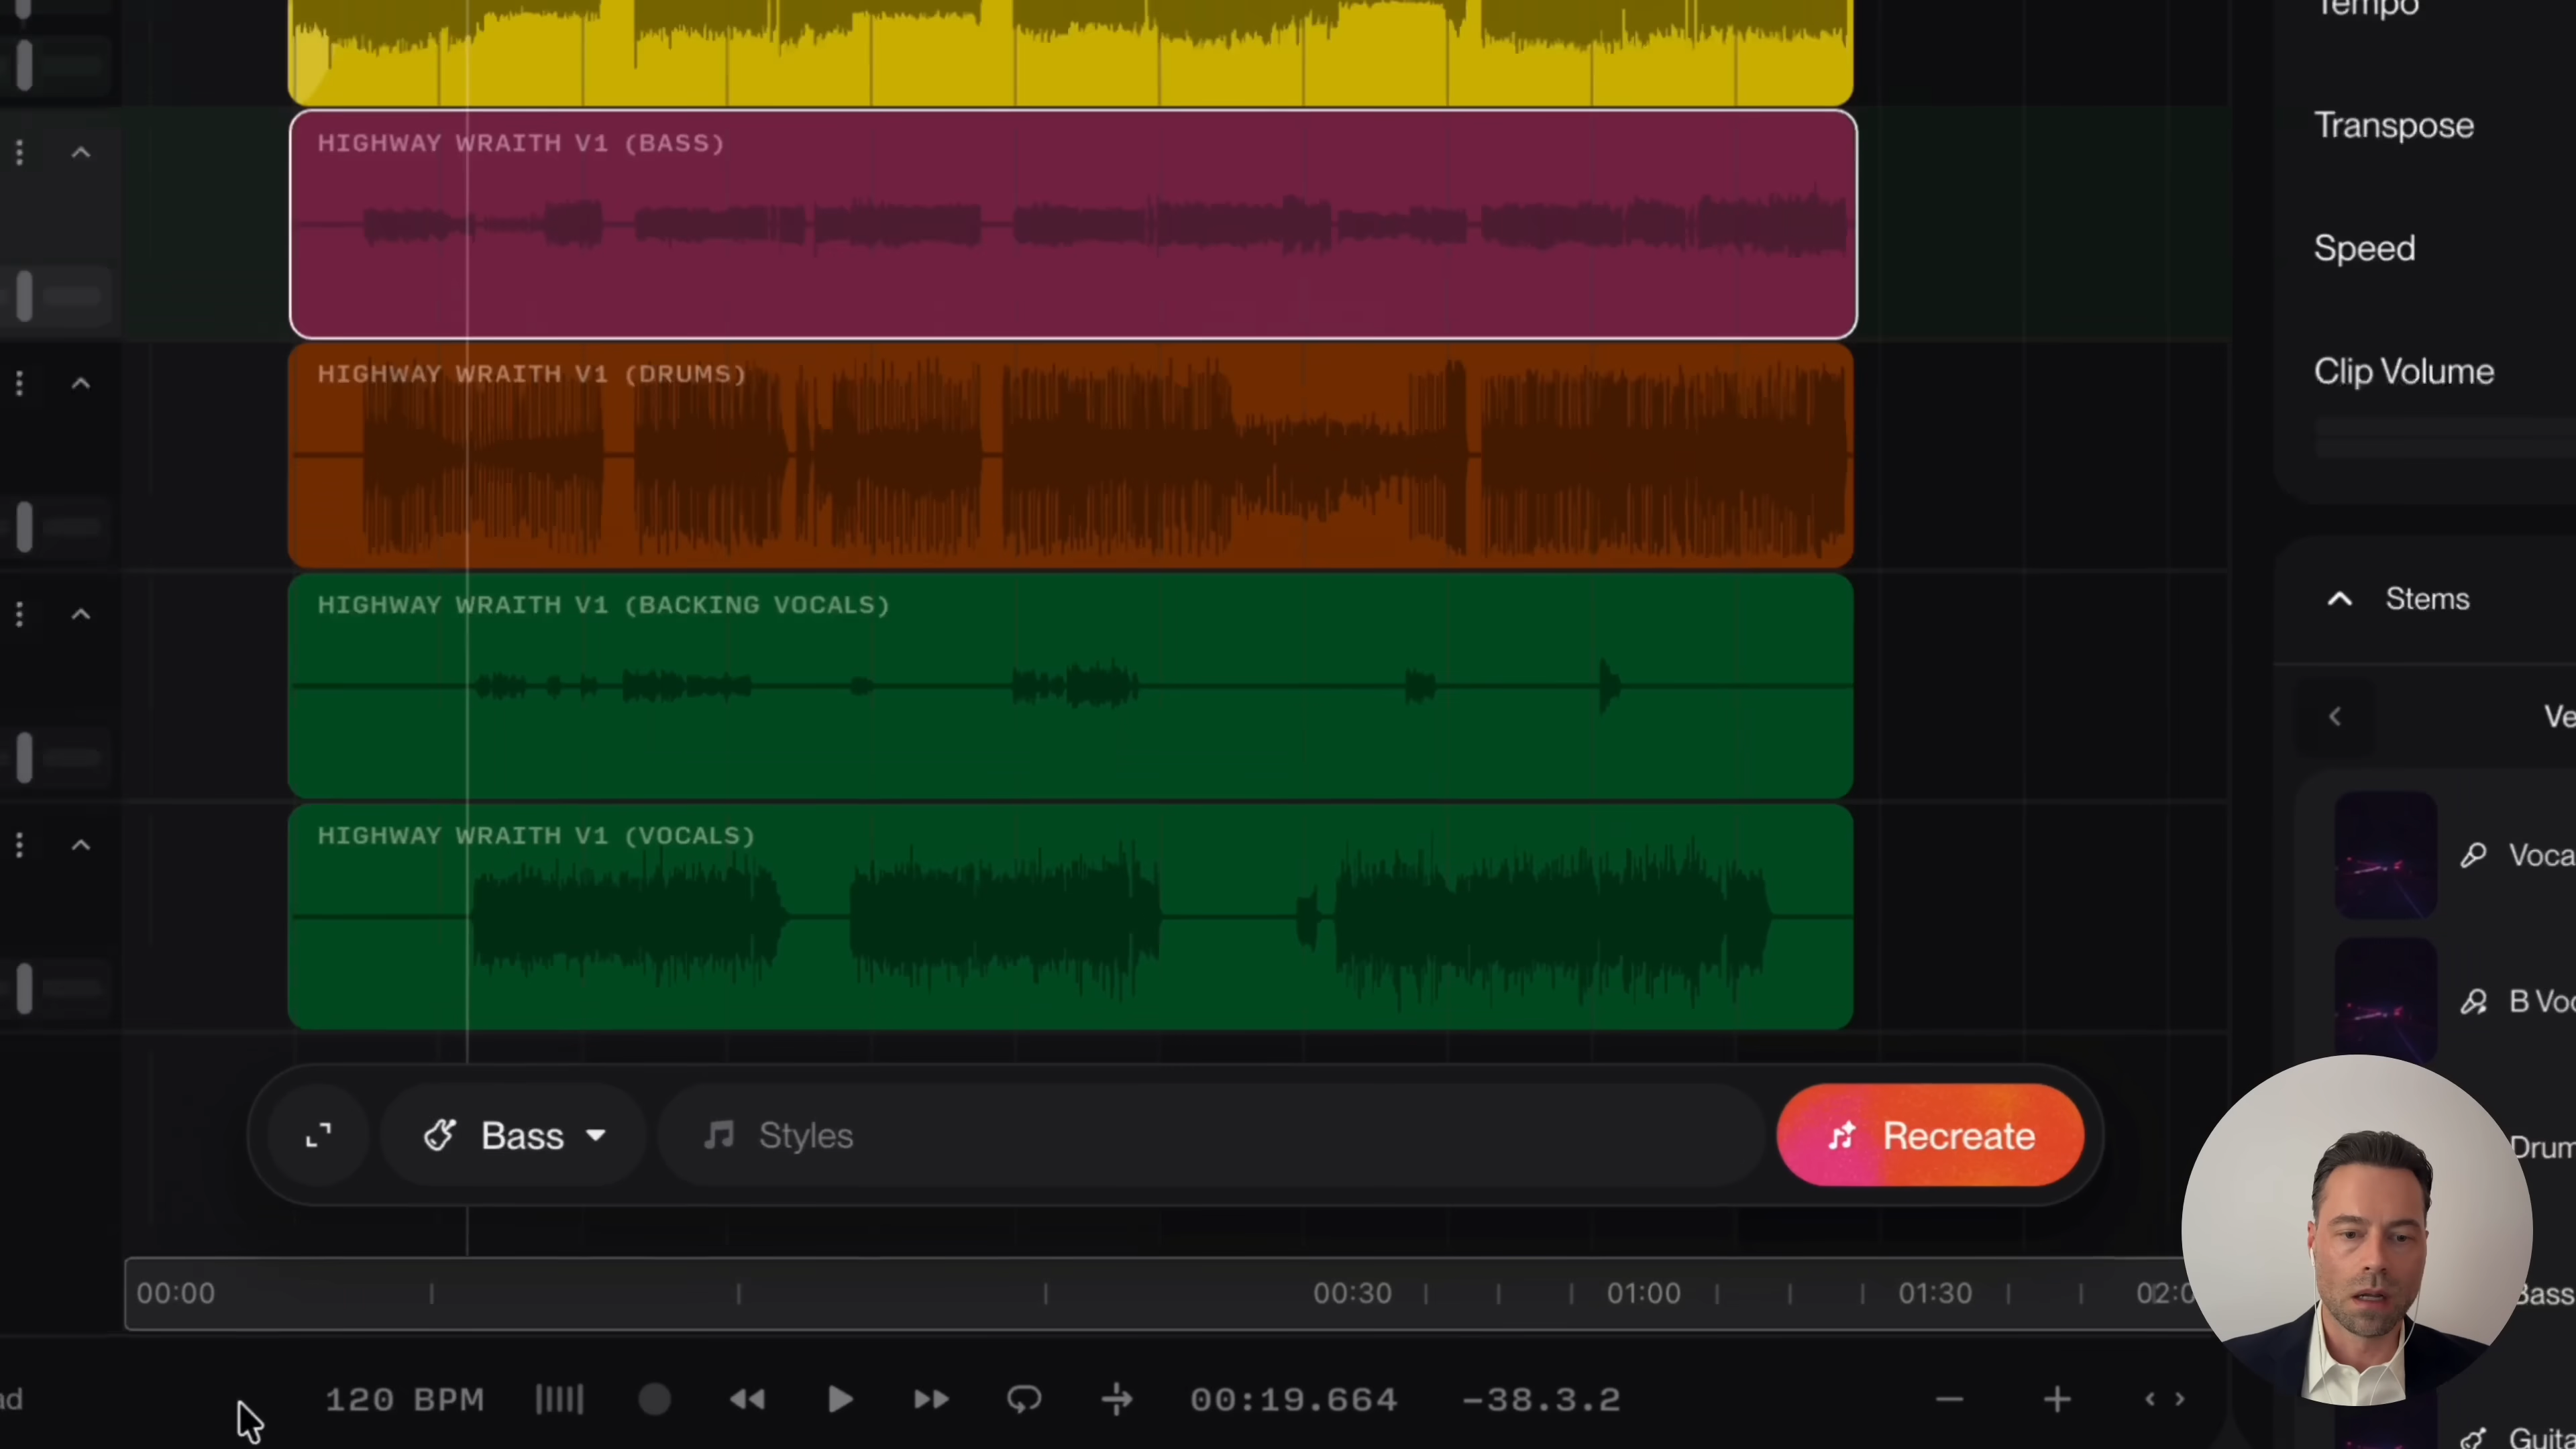 Tempo
HIGHWAY WRAITH V1 (BASS)
Transpose
Speed
HIGHWAY WRAITH V1 (DRUMS)
Clip Volume
HIGHWAY WRAITH V1 (BACKING VOCALS)
Stems
HIGHWAY WRAITH V1 (VOCALS)
Bass
Styles
Recreate
00:00
00:30
01:00
01:30
Bass
120 BPM
00:19.664
-38.3.2